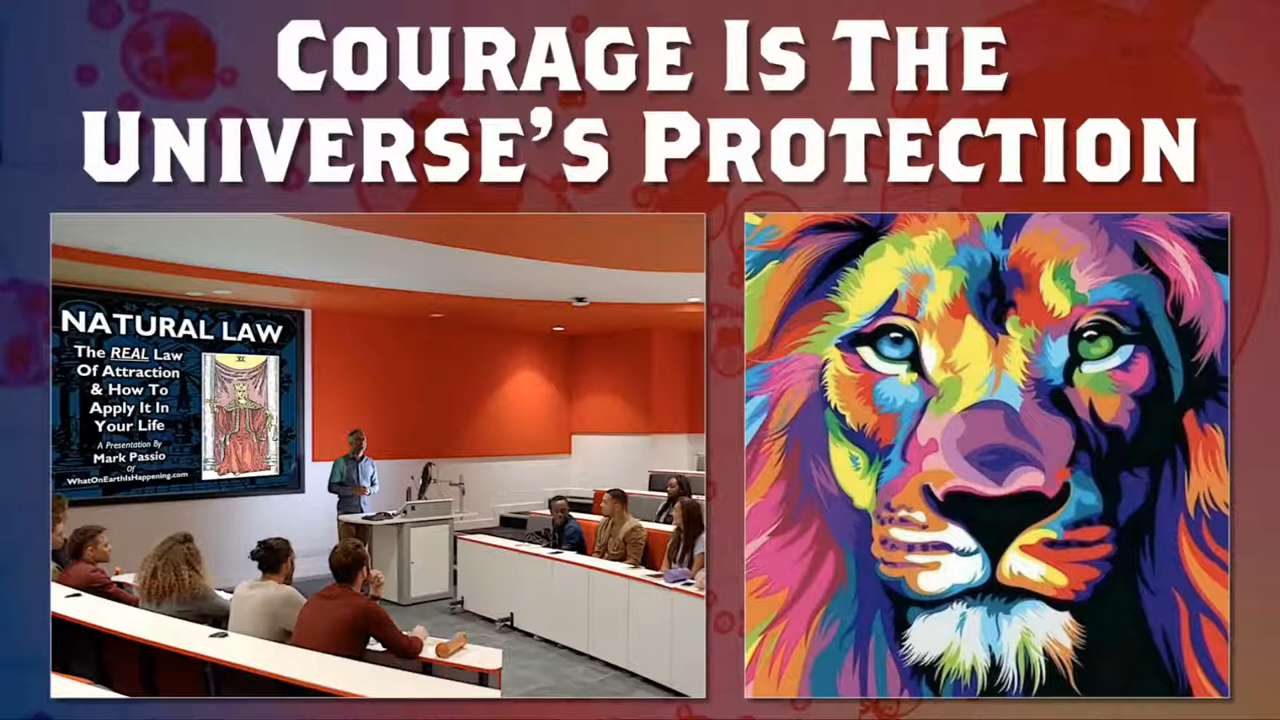 COURAGE IS THE
UNIVERSE'S PROTECTION
NATURAL LAW
The REAL Law
Of Attraction
& How To
Apply It In
Your Life
A Presentation By
Mark Passio
Of
WhatOnEarthIsHappening.com
XI